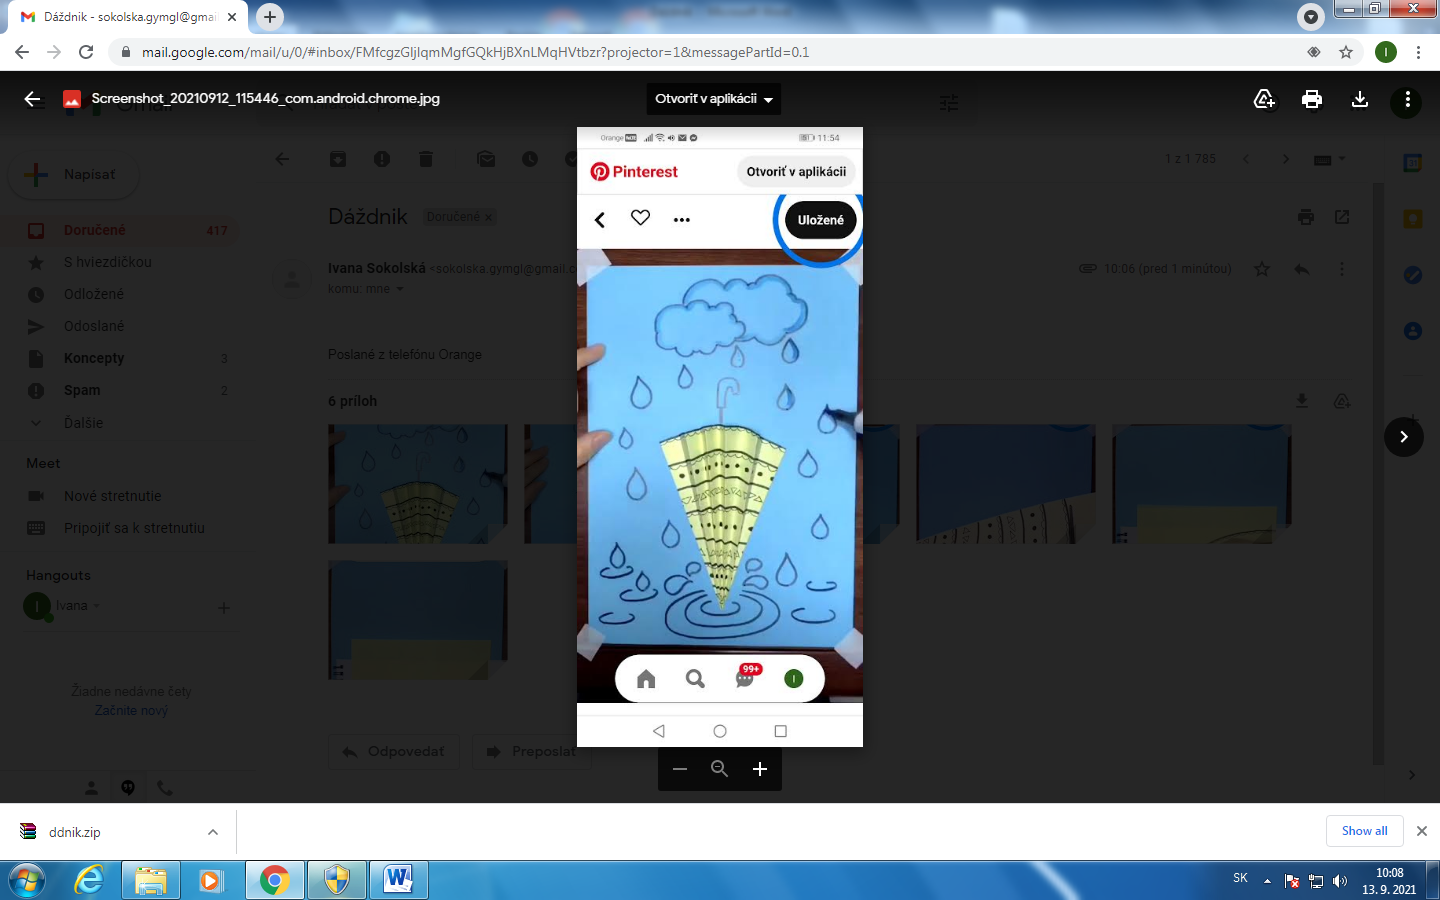 Dáždnik - sokolska.gymgl@gmai
mail.google.com/mail/u/0/#inbox/FMfcgzGljlqmMgfGQkHjBXnLMqHVtbzr?projector=1&messagePartId=0.1
Screenshot_20210912_115446_com.android.chrome.jpg
Otvoriť v aplikácii
Orange
11:54
Pinterest
Otvoriť v aplikácii
Uložené
99+
I
Napísať
1 z 1 785
Doručené
417
S hviezdičkou
Odložené
Odoslané
Koncepty
3
Spam
2
Ďalšie
Meet
Nové stretnutie
Pripojiť sa k stretnutiu
Hangouts
I
Ivana
Žiadne nedávne čety
Začnite nový
Dáždnik
Doručené x
Ivana Sokolská <sokolska.gymgl@gmail.c
10:06 (pred 1 minútou)
komu: mne
Poslané z telefónu Orange
6 príloh
Odpovedať
Preposlať
ddnik.zip
Show all
SK
10:08
13. 9. 2021